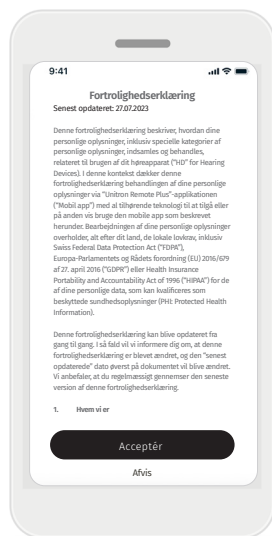 9:41
Fortrolighedserklæring
Senest opdateret: 27.07.2023
Denne fortrolighedserklæring beskriver, hvordan dine
personlige oplysninger, inklusiv specielle kategorier af
personlige oplysninger, indsamles og behandles,
relateret til brugen af dit høreapparat ("HD" for Hearing
Devices). I denne kontekst dækker denne
fortrolighedserklæring behandlingen af dine personlige
oplysninger via "Unitron Remote Plus"-applikationen
("Mobil app") med al tilhørende teknologi til at tilgå eller
på anden vis bruge den mobile app som beskrevet
herunder. Bearbejdningen af dine personlige oplysninger
overholder, alt efter dit land, de lokale lovkrav, inklusiv
Swiss Federal Data Protection Act ("FDPA"),
Europa-Parlamentets og Rådets forordning (EU) 2016/679
af 27. april 2016 ("GDPR") eller Health Insurance
Portability and Accountability Act of 1996 ("HIPAA") for de
af dine personlige data, som kan kvalificeres som
beskyttede sundhedsoplysninger (PHI: Protected Health
Information).
Denne fortrolighedserklæring kan blive opdateret fra
gang til gang. I så fald vil vi informere dig om, at denne
fortrolighedserklæring er blevet ændret, og den "senest
opdaterede" dato øverst på dokumentet vil blive ændret.
Vi anbefaler, at du regelmæssigt gennemser den seneste
version af denne fortrolighedserklæring.
1. Hvem vi er
Acceptér
Afvis